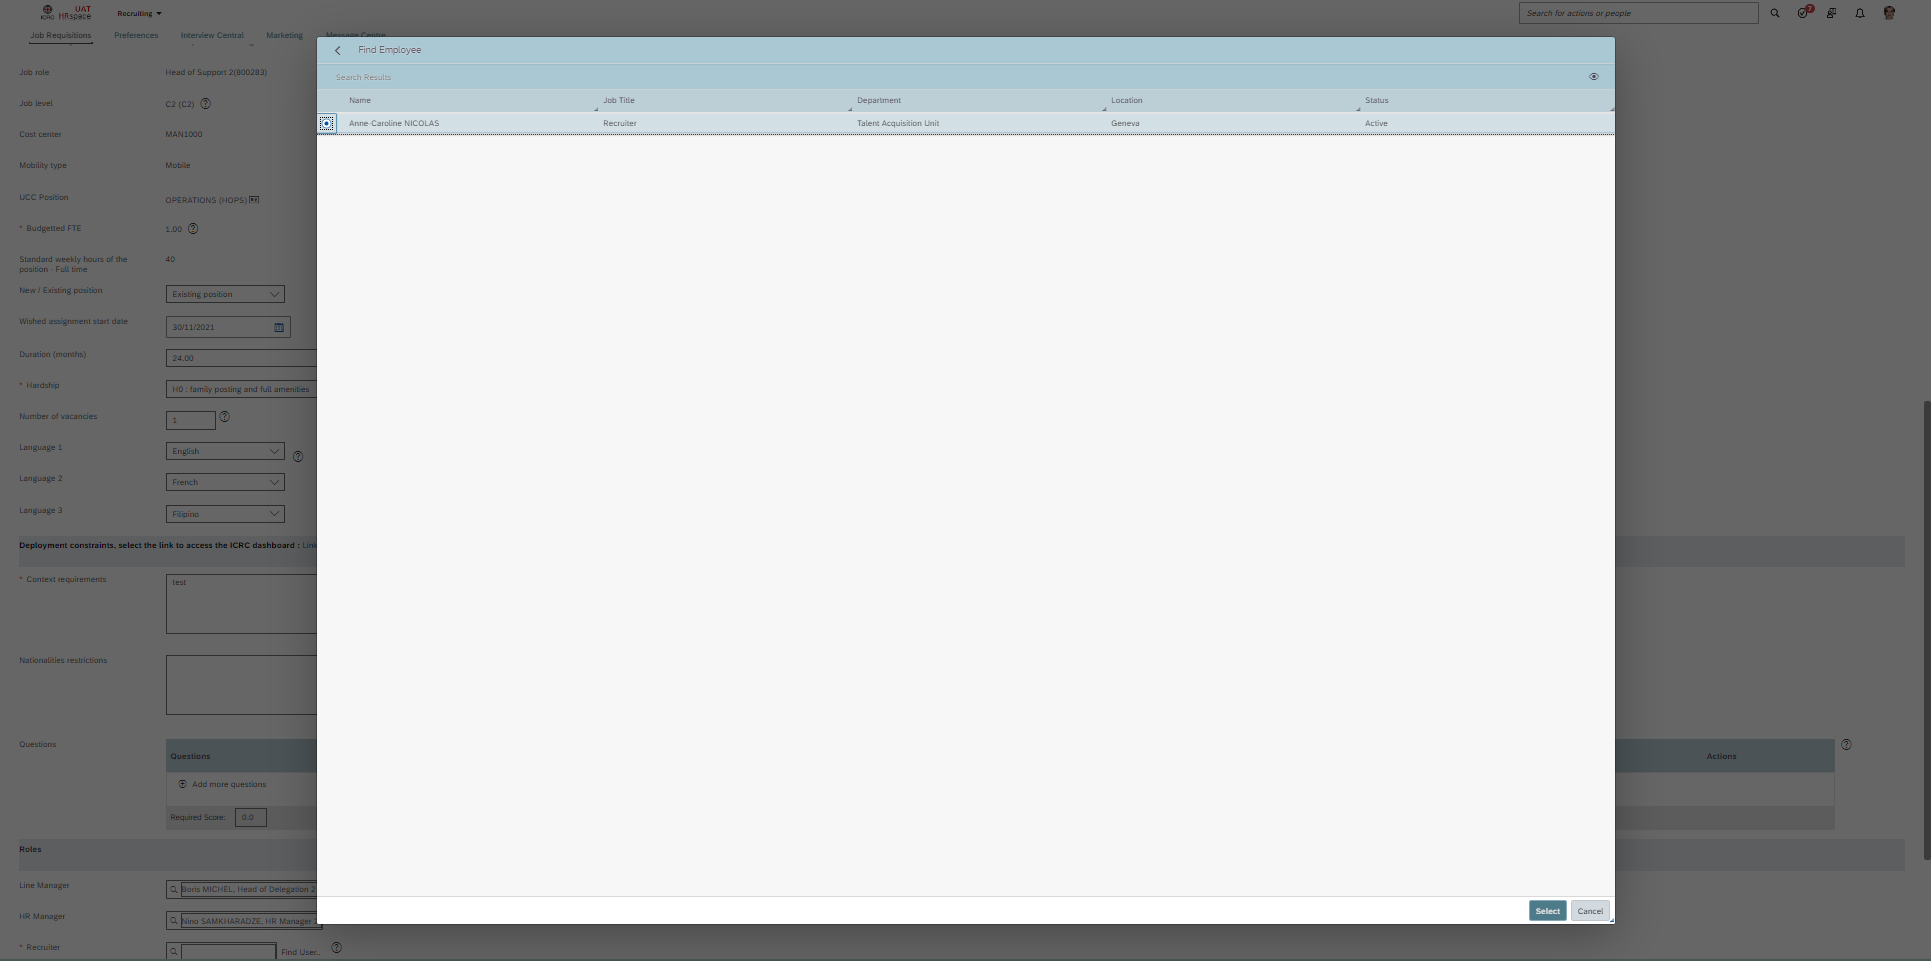 UAT
ICRC HRspace
Recruiting
Search for actions or people
7
Job Requisitions
Preferences
Interview Central
Marketing
Message Centre
Find Employee
Search Results
Name
Job Title
Department
Location
Status
Anne-Caroline NICOLAS
Recruiter
Talent Acquisition Unit
Geneva
Active
Job role
Head of Support 2(800283)
Job level
C2 (C2)
Cost center
MAN1000
Mobility type
Mobile
UCC Position
OPERATIONS (HOPS)
* Budgetted FTE
1.00
Standard weekly hours of the
position - Full time
40
New / Existing position
Existing position
Wished assignment start date
30/11/2021
Duration (months)
24.00
* Hardship
H0 : family posting and full amenities
Number of vacancies
1
Language 1
English
Language 2
French
Language 3
Filipino
Deployment constraints, select the link to access the ICRC dashboard : Link
* Context requirements
test
Nationalities restrictions
Questions
Questions
Actions
Add more questions
Required Score:
0.0
Roles
Line Manager
Boris MICHEL, Head of Delegation 2
HR Manager
Nino SAMKHARADZE, HR Manager
* Recruiter
Find User...
Select
Cancel